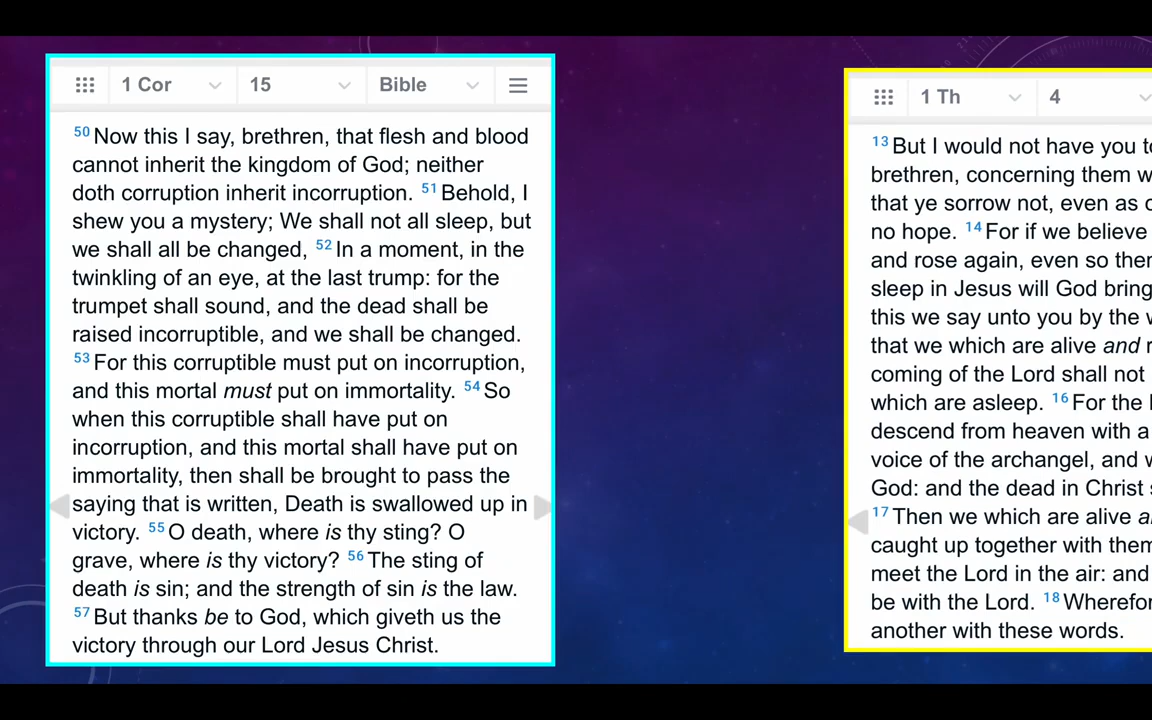 1 Cor 15 Bible
50 Now this I say, brethren, that flesh and blood
cannot inherit the kingdom of God; neither
doth corruption inherit incorruption. 51 Behold, I
shew you a mystery; We shall not all sleep, but
we shall all be changed, 52 In a moment, in the
twinkling of an eye, at the last trump: for the
trumpet shall sound, and the dead shall be
raised incorruptible, and we shall be changed.
53 For this corruptible must put on incorruption,
and this mortal must put on immortality. 54 So
when this corruptible shall have put on
incorruption, and this mortal shall have put on
immortality, then shall be brought to pass the
saying that is written, Death is swallowed up in
victory. 55 O death, where is thy sting? O
grave, where is thy victory? 56 The sting of
death is sin; and the strength of sin is the law.
57 But thanks be to God, which giveth us the
victory through our Lord Jesus Christ.
1 Th 4
13 But I would not have you
brethren, concerning them
that ye sorrow not, even as
no hope. 14 For if we believe
and rose again, even so
sleep in Jesus will God bring
this we say unto you by the
that we which are alive and
coming of the Lord shall not
which are asleep. 16 For the
descend from heaven with a
voice of the archangel, and
God: and the dead in Christ
17 Then we which are alive
caught up together with them
meet the Lord in the air: and
be with the Lord. 18
another with these words.